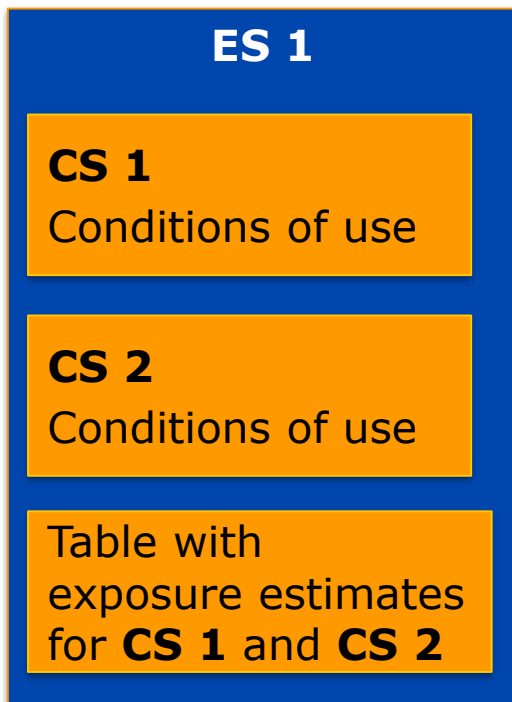 ES 1
CS 1
Conditions of use
CS 2
Conditions of use
Table with
exposure estimates
for CS 1 and CS 2